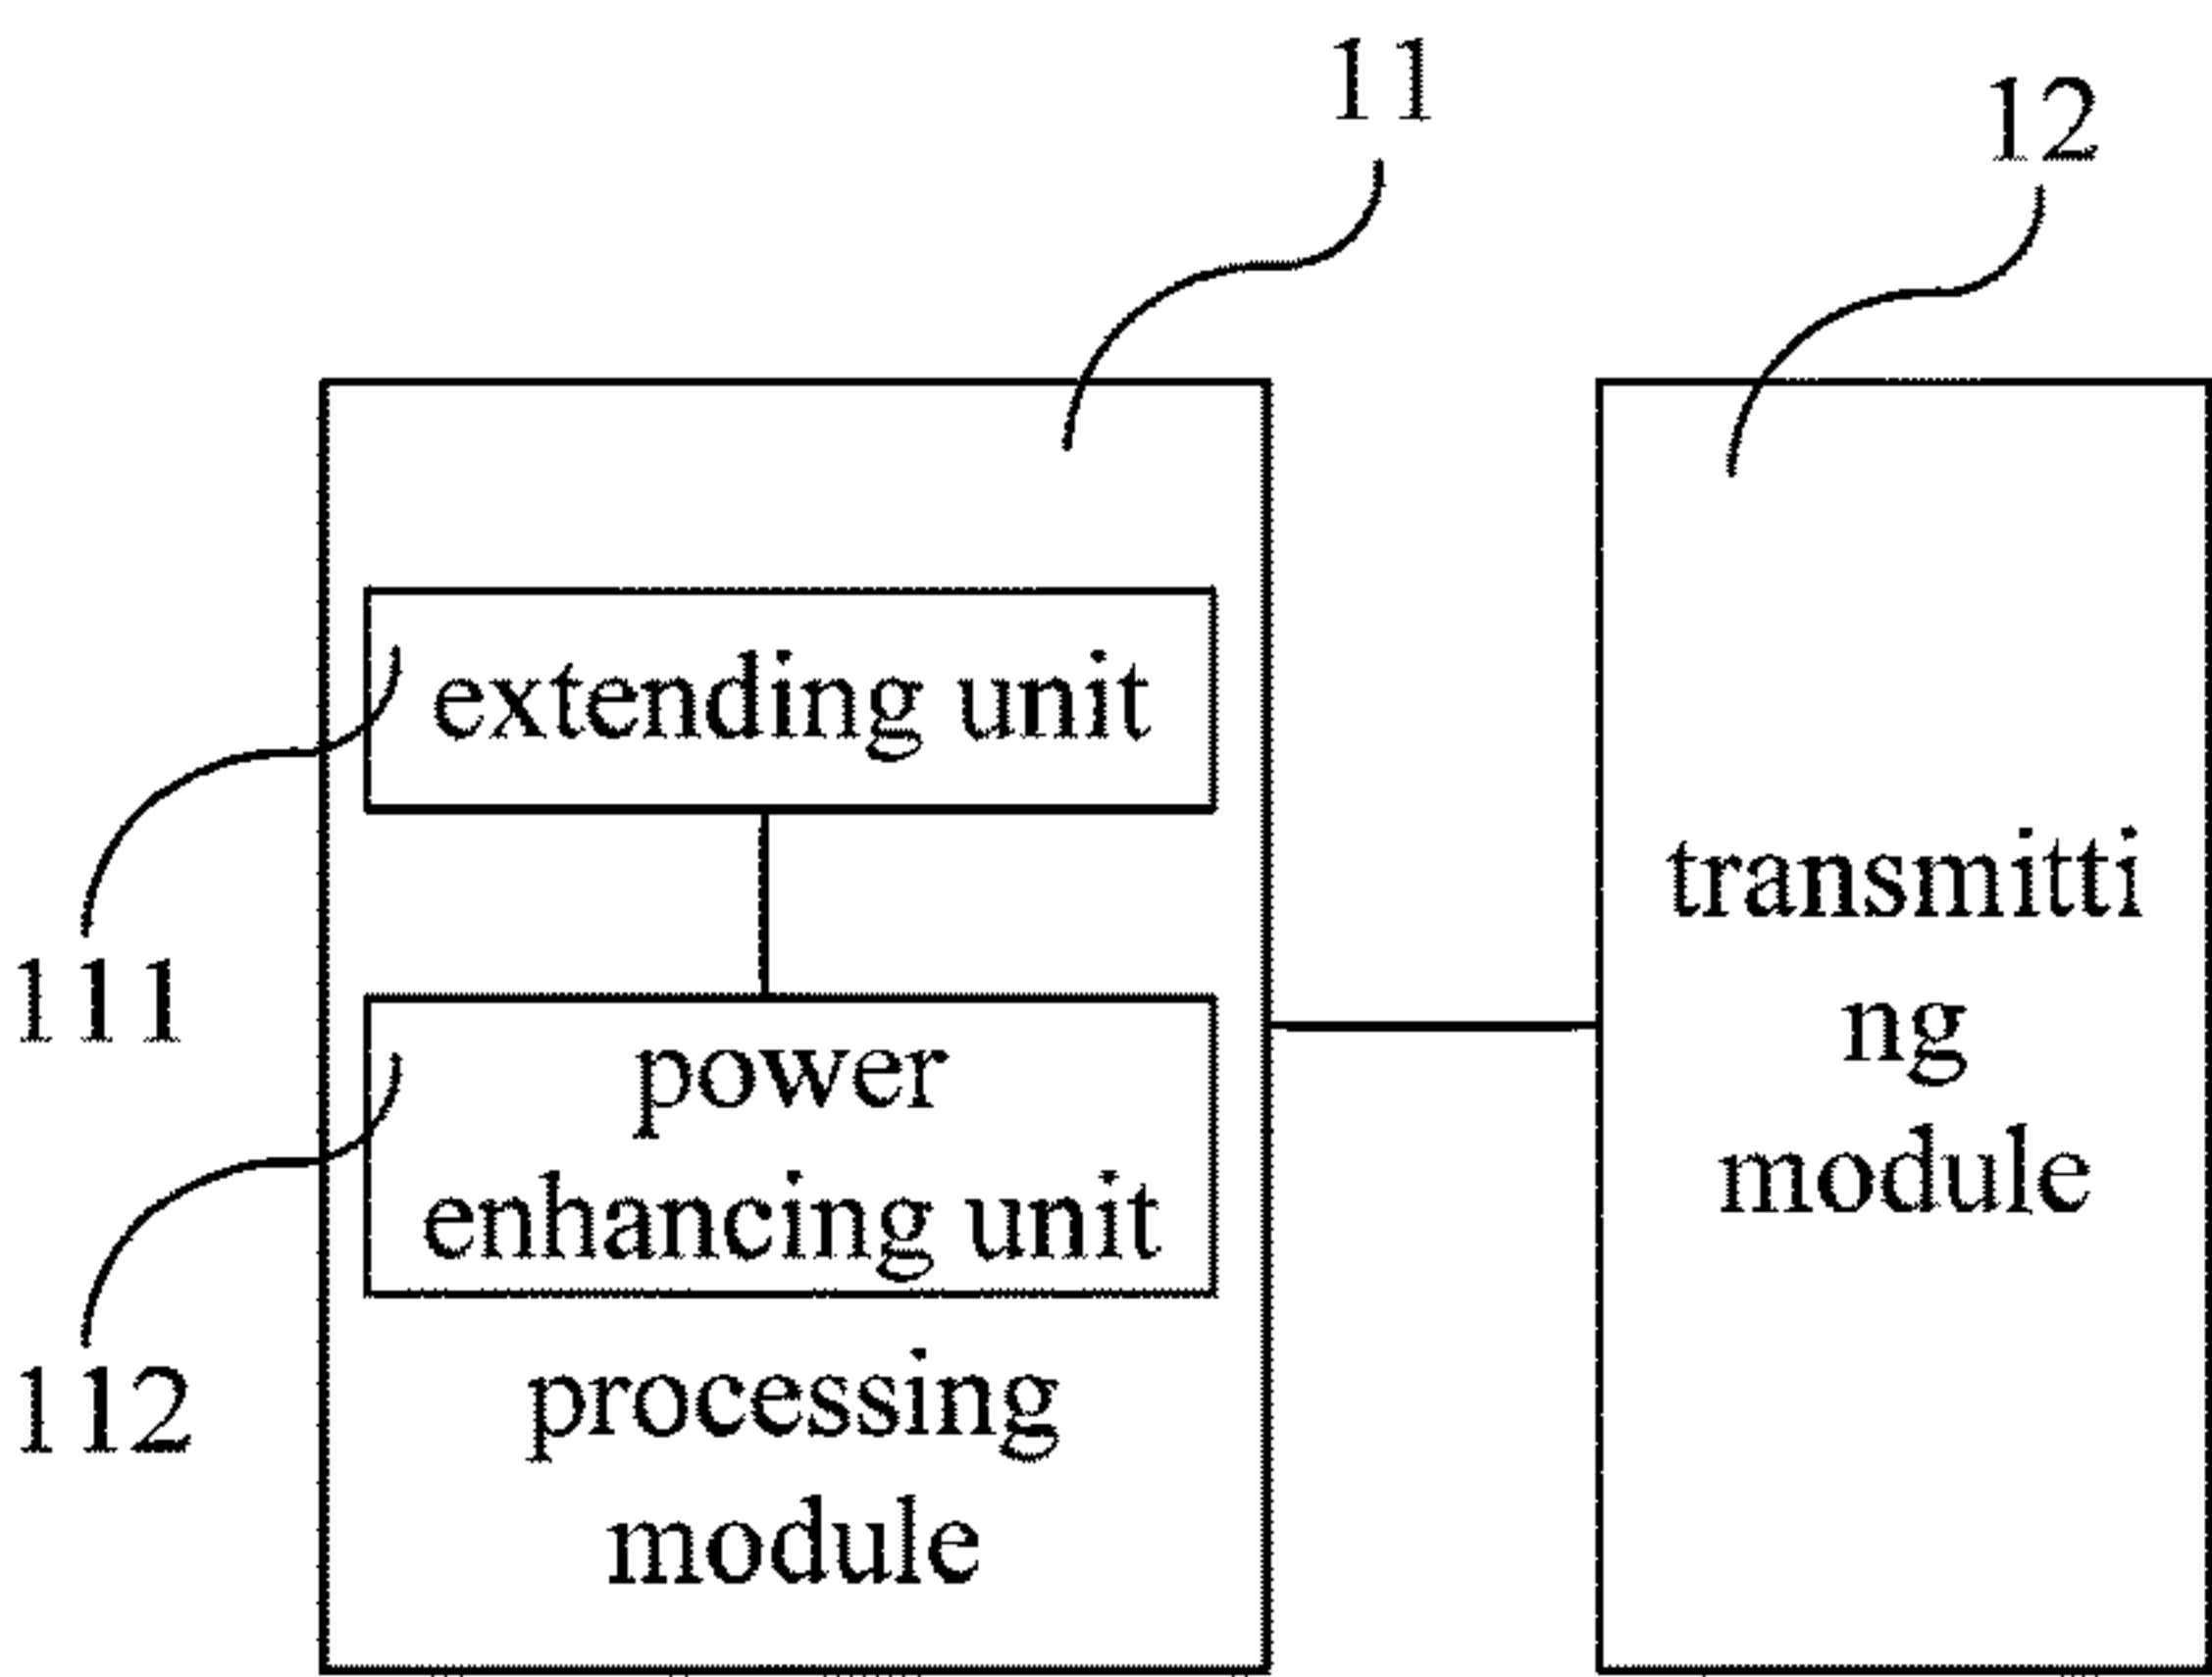 11
12
extending unit
111
power
enhancing unit
112
processing
module
transmitti
ng
module